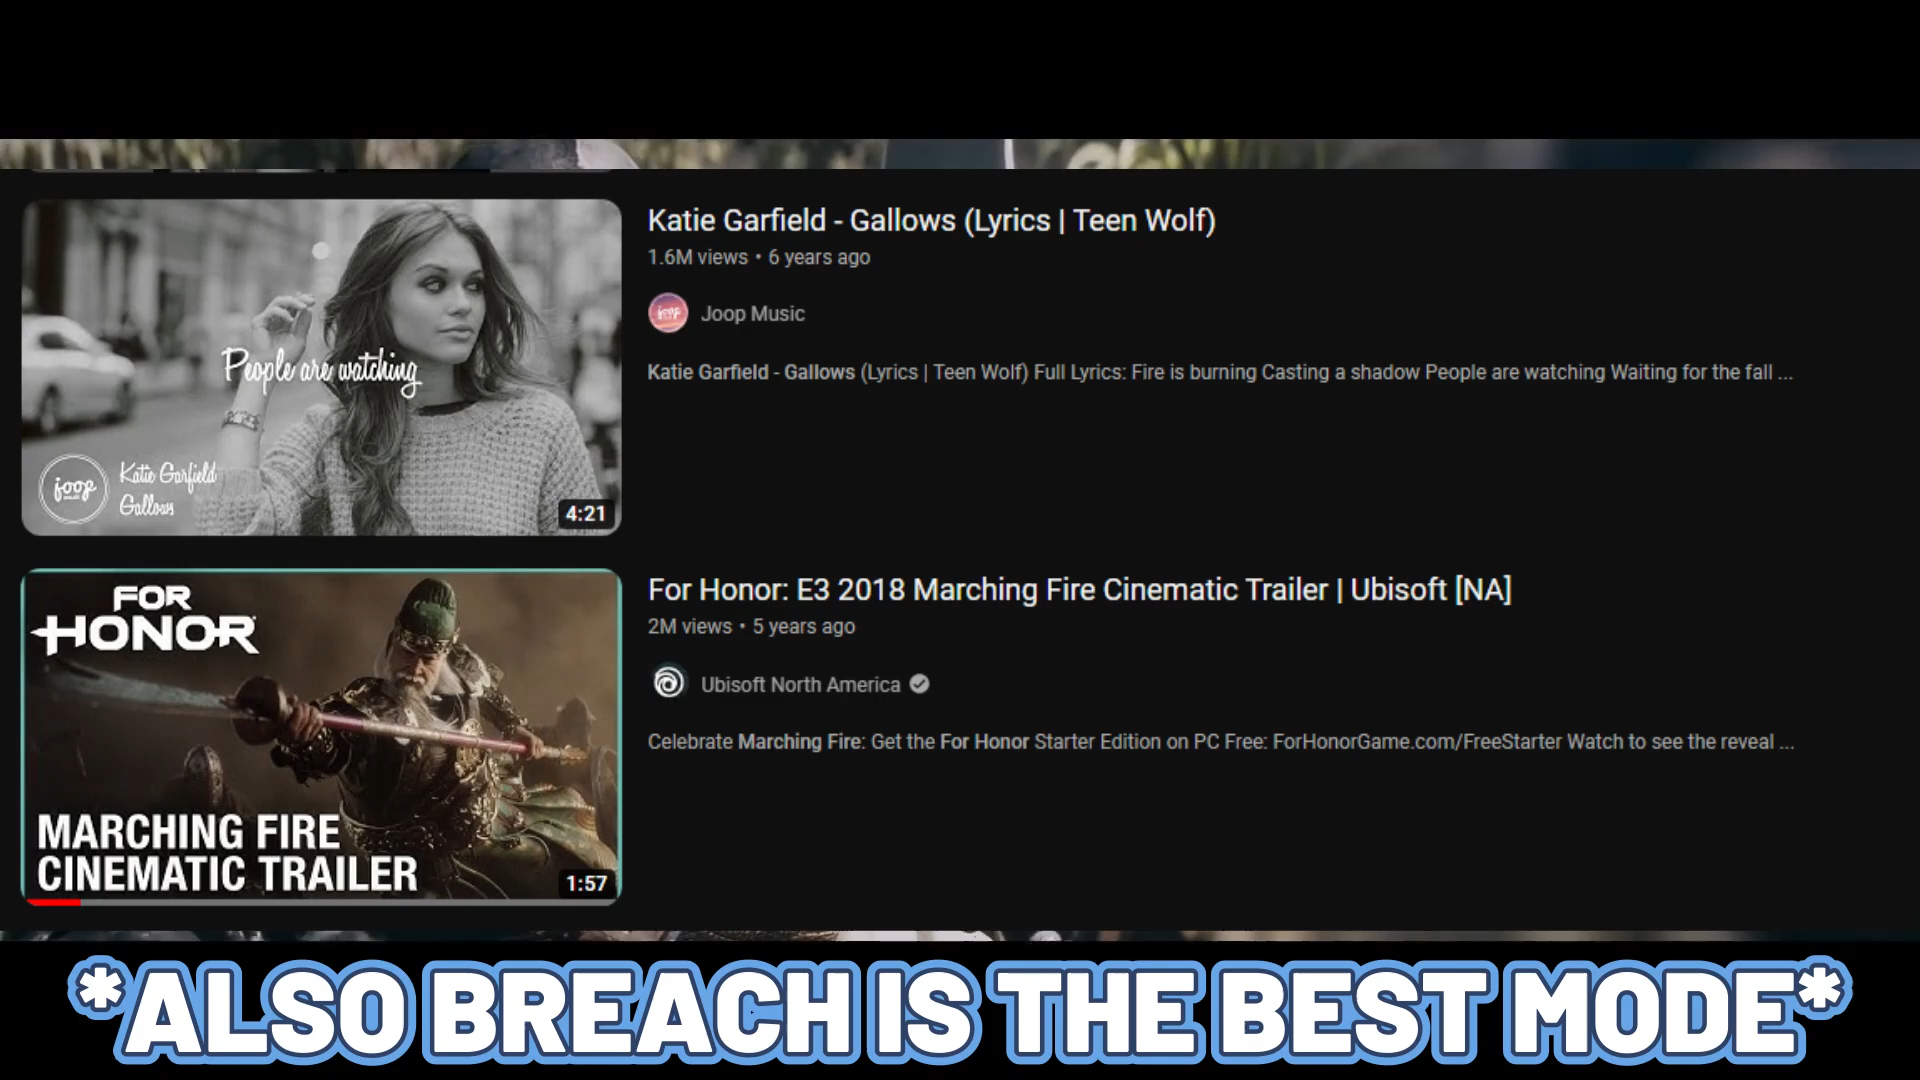 Katie Garfield - Gallows (Lyrics | Teen Wolf)
1.6M views • 6 years ago
joop
Joop Music
Katie Garfield - Gallows (Lyrics | Teen Wolf) Full Lyrics: Fire is burning Casting a shadow People are watching Waiting for the fall ...
People are watching
joop
Katie Garfield
Gallows
4:21
For Honor: E3 2018 Marching Fire Cinematic Trailer | Ubisoft [NA]
2M views • 5 years ago
Ubisoft North America
Celebrate Marching Fire: Get the For Honor Starter Edition on PC Free: ForHonorGame.com/FreeStarter Watch to see the reveal ...
FOR
HONOR
MARCHING FIRE
CINEMATIC TRAILER
1:57
*ALSO BREACH IS THE BEST MODE*